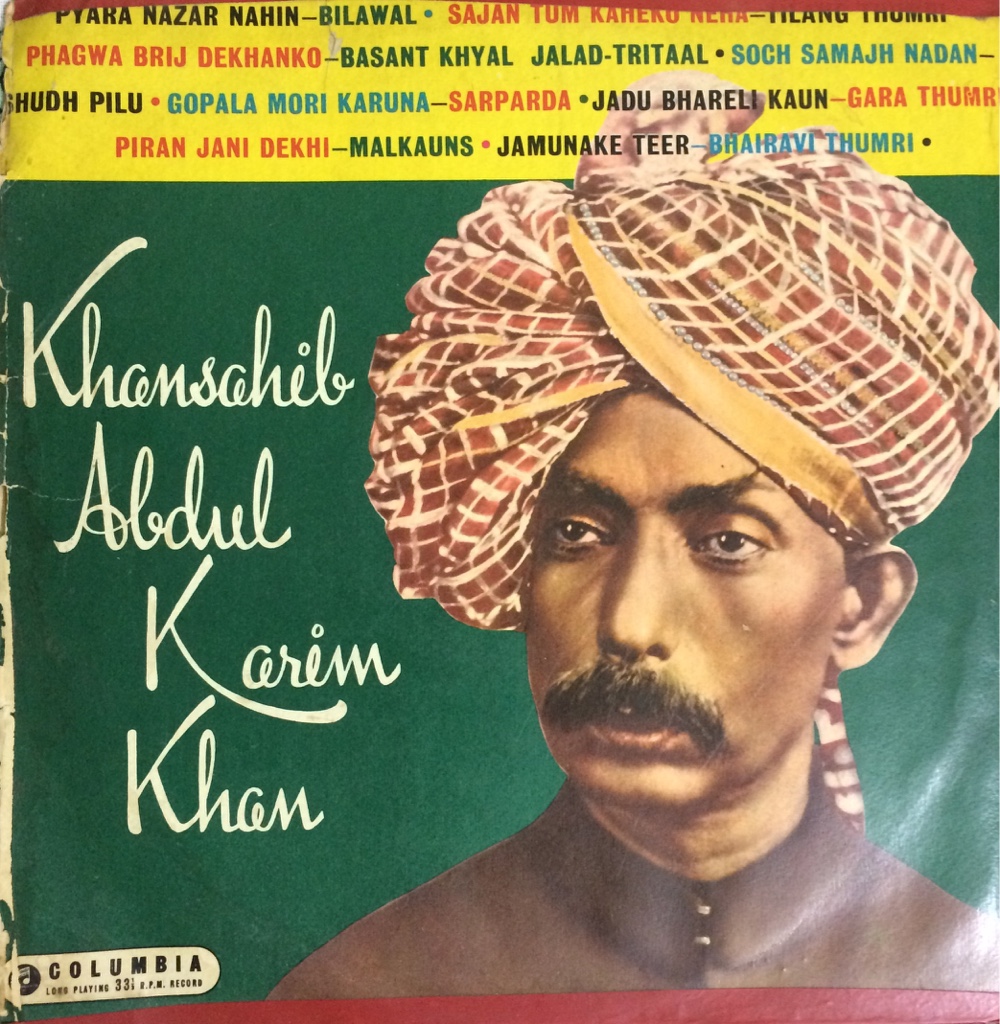 PYARA NAZAR NAHIN–BILAWAL • SAJAN TUM KAHEKO NEHA–TILANG THUMRI
PHAGWA BRIJ DEKHANKO–BASANT KHYAL JALAD-TRITAAL • SOCH SAMAJH NADAN–
SHUDH PILU • GOPALA MORI KARUNA–SARPARDA • JADU BHARELI KAUN–GARA THUMRI
PIRAN JANI DEKHI–MALKAUNS • JAMUNAKE TEER–BHAIRAVI THUMRI •
Khansahib
Abdul
Karim
Khan
COLUMBIA
LONG PLAYING 33⅓ R.P.M. RECORD